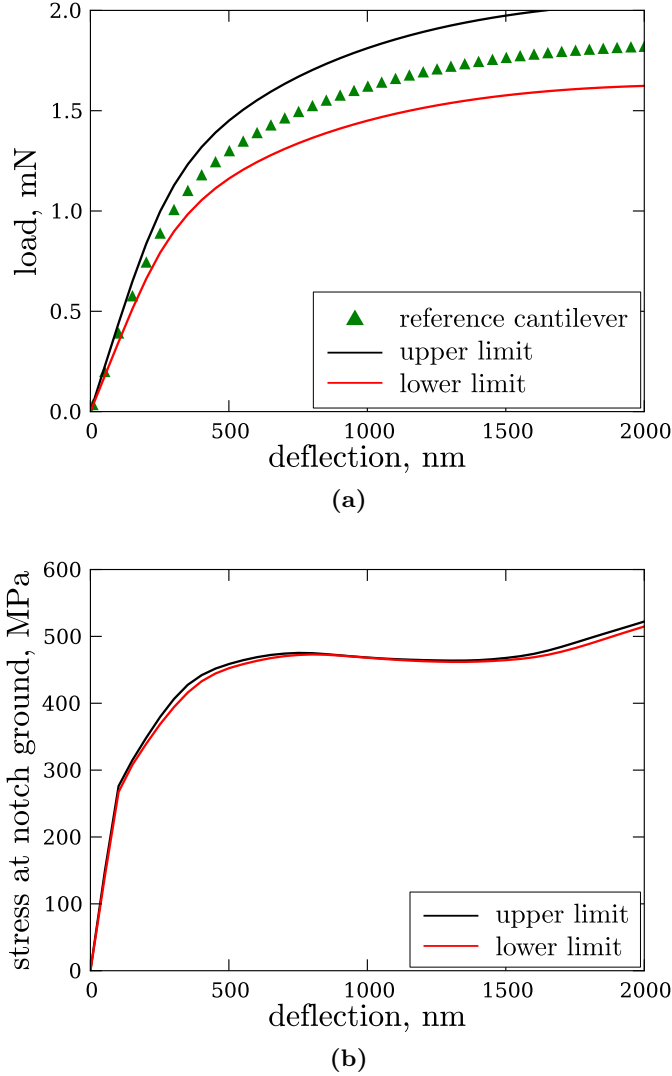 2.0
1.5
1.0
0.5
0.0
load, mN
reference cantilever
upper limit
lower limit
0 500 1000 1500 2000
deflection, nm
(a)
600
500
400
300
200
100
0
stress at notch ground, MPa
upper limit
lower limit
0 500 1000 1500 2000
deflection, nm
(b)